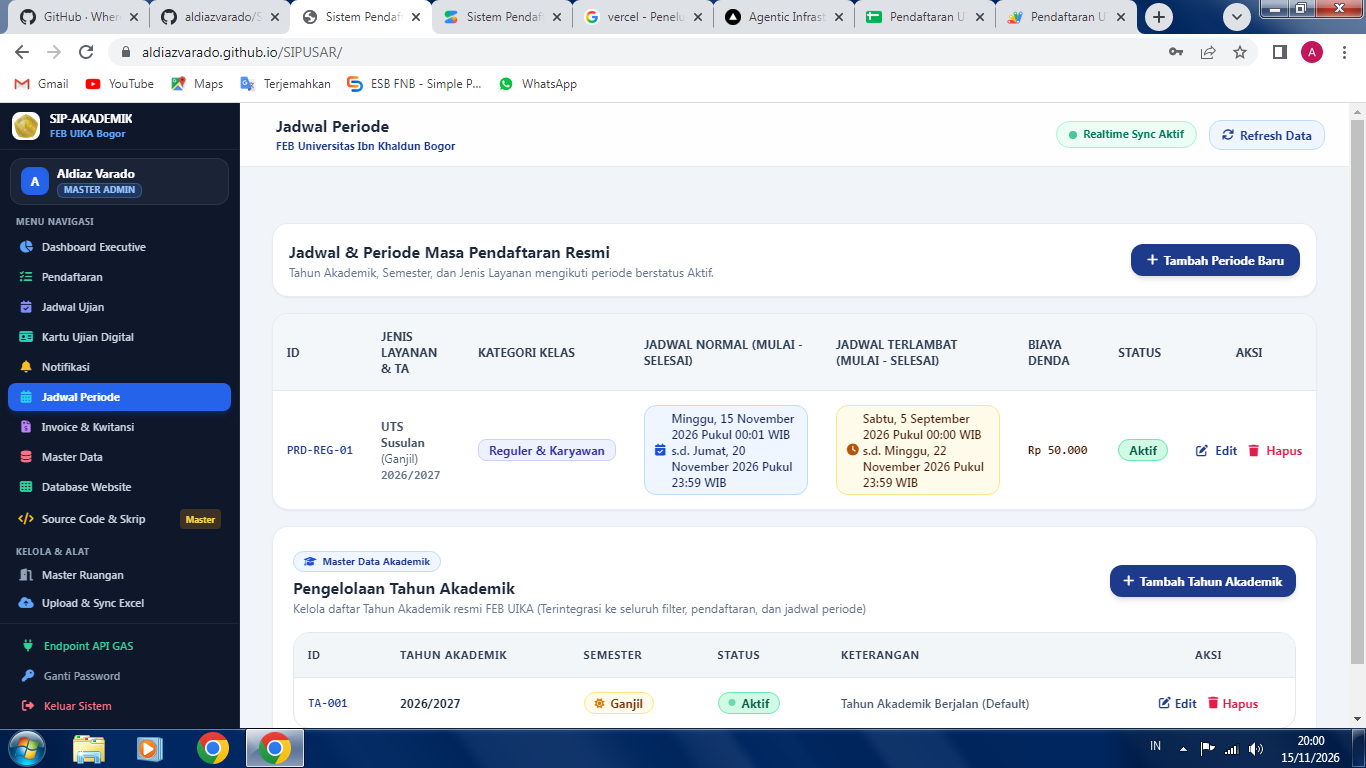 GitHub · Wher
aldiazvarado/S
Sistem Pendaf
Sistem Pendaf
vercel - Penelu
Agentic Infrast
Pendaftaran U
Pendaftaran U
aldiazvarado.github.io/SIPUSAR/
A
Gmail
YouTube
Maps
Terjemahkan
ESB FNB - Simple P...
WhatsApp
SIP-AKADEMIK
FEB UIKA Bogor
A
Aldiaz Varado
MASTER ADMIN
MENU NAVIGASI
Dashboard Executive
Pendaftaran
Jadwal Ujian
Kartu Ujian Digital
Notifikasi
Jadwal Periode
Invoice & Kwitansi
Master Data
Database Website
Source Code & Skrip
Master
KELOLA & ALAT
Master Ruangan
Upload & Sync Excel
Endpoint API GAS
Ganti Password
Keluar Sistem
Jadwal Periode
FEB Universitas Ibn Khaldun Bogor
Realtime Sync Aktif
Refresh Data
Jadwal & Periode Masa Pendaftaran Resmi
Tahun Akademik, Semester, dan Jenis Layanan mengikuti periode berstatus Aktif.
+ Tambah Periode Baru
ID
JENIS
LAYANAN
& TA
KATEGORI KELAS
JADWAL NORMAL (MULAI -
SELESAI)
JADWAL TERLAMBAT
(MULAI - SELESAI)
BIAYA
DENDA
STATUS
AKSI
PRD-REG-01
UTS
Susulan
(Ganjil)
2026/2027
Reguler & Karyawan
Minggu, 15 November
2026 Pukul 00:01 WIB
s.d. Jumat, 20
November 2026 Pukul
23:59 WIB
Sabtu, 5 September
2026 Pukul 00:00 WIB
s.d. Minggu, 22
November 2026 Pukul
23:59 WIB
Rp 50.000
Aktif
Edit
Hapus
Master Data Akademik
Pengelolaan Tahun Akademik
Kelola daftar Tahun Akademik resmi FEB UIKA (Terintegrasi ke seluruh filter, pendaftaran, dan jadwal periode)
+ Tambah Tahun Akademik
ID
TAHUN AKADEMIK
SEMESTER
STATUS
KETERANGAN
AKSI
TA-001
2026/2027
Ganjil
Aktif
Tahun Akademik Berjalan (Default)
Edit
Hapus
IN
20:00
15/11/2026